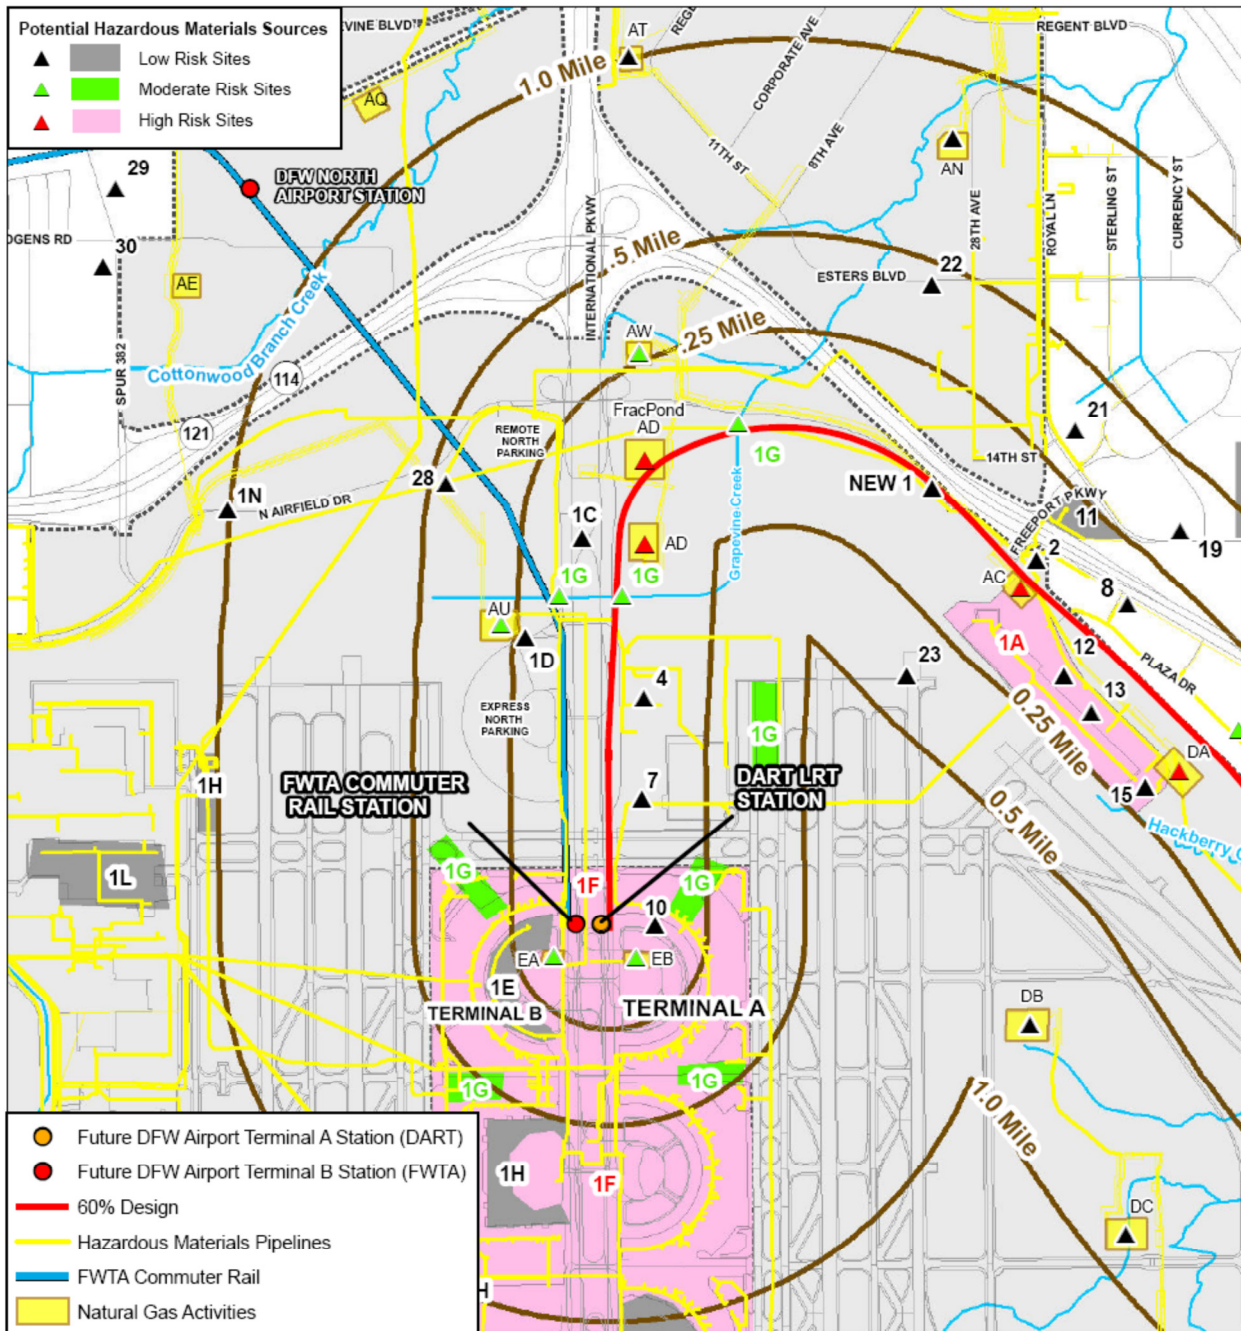 Potential Hazardous Materials Sources
Low Risk Sites
Moderate Risk Sites
High Risk Sites
EVINE BLVD
AT
CORPORATE AVE
REGENT BLVD
1.0 Mile
AQ
11TH ST
8TH AVE
AN
29
DFW NORTH
AIRPORT STATION
28TH AVE
ROYAL LN
STERLING ST
CURRENCY ST
OGENS RD
30
INTERNATIONAL PKWY
.5 Mile
ESTERS BLVD
22
AE
Cottonwood Branch Creek
SPUR 382
114
AW
.25 Mile
121
FracPond
AD
REMOTE
NORTH
PARKING
1G
21
14TH ST
28
NEW 1
1N
N AIRFIELD DR
1C
FREEPORT PKWY
11
19
AD
Grapevine Creek
2
1G
1G
AC
8
AU
1D
1A
12
PLAZA DR
23
4
13
EXPRESS
NORTH
PARKING
1G
0.25 Mile
DA
FWTA COMMUTER
RAIL STATION
DART LRT
STATION
1H
7
15
0.5 Mile
Hackberry C
1L
1G
1F
1G
10
EA
EB
1E
TERMINAL B
TERMINAL A
DB
1G
1G
1.0 Mile
1H
1F
DC
H
Future DFW Airport Terminal A Station (DART)
Future DFW Airport Terminal B Station (FWTA)
60% Design
Hazardous Materials Pipelines
FWTA Commuter Rail
Natural Gas Activities